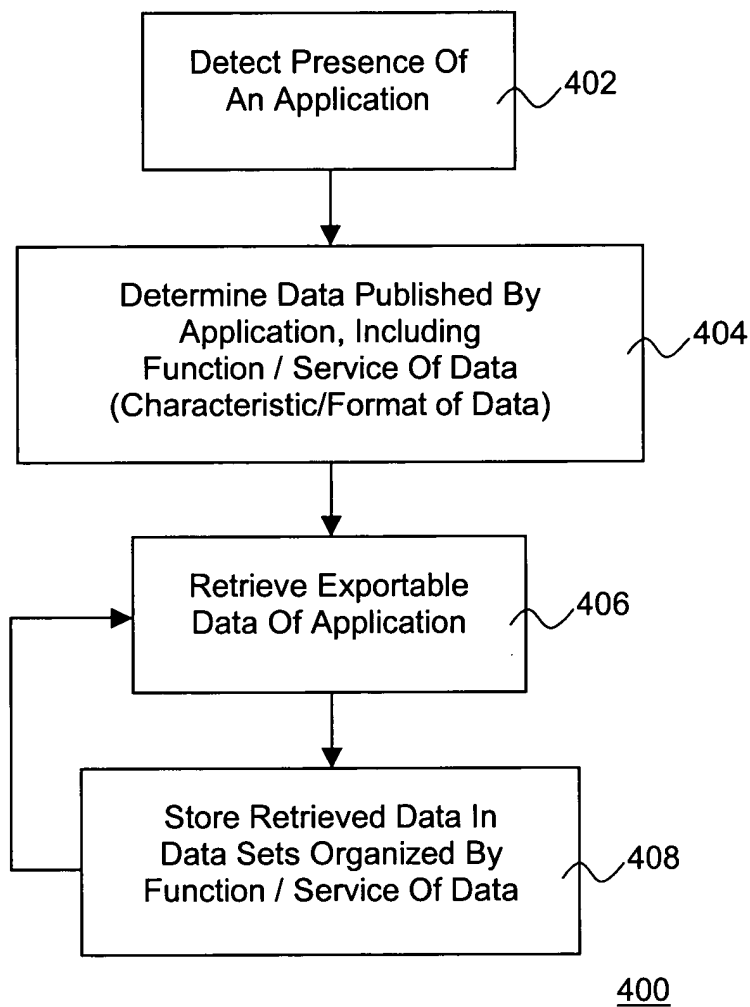 Detect Presence Of
An Application
402
Determine Data Published By
Application, Including
Function / Service Of Data
(Characteristic/Format of Data)
404
Retrieve Exportable
Data Of Application
406
Store Retrieved Data In
Data Sets Organized By
Function / Service Of Data
408
400